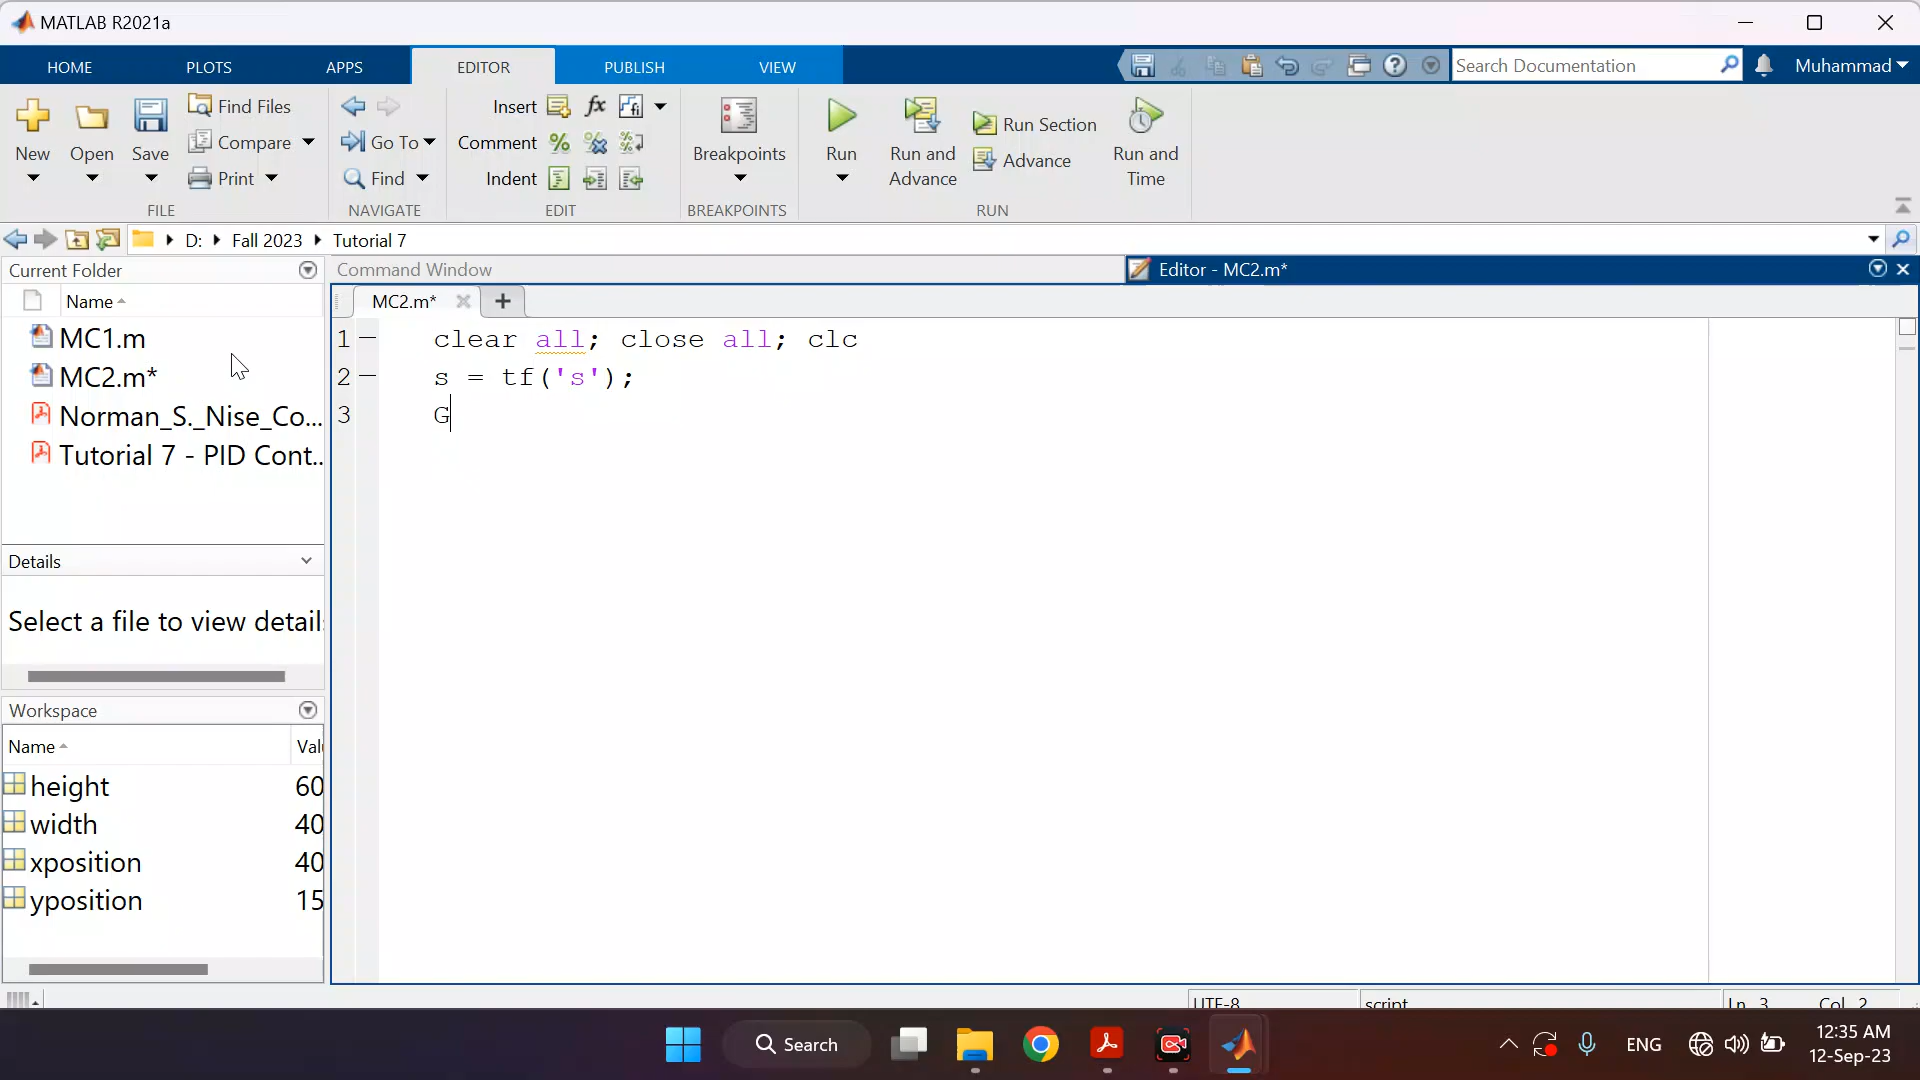 MATLAB R2021a
HOME PLOTS APPS EDITOR PUBLISH VIEW Search Documentation Muhammad
New Open Save Find Files Compare Print
FILE
Go To Find
NAVIGATE
Insert fx fi
Comment % %
Indent
EDIT
Breakpoints
BREAKPOINTS
Run Run and Advance Run Section Advance Run and Time
RUN
D: Fall 2023 Tutorial 7
Current Folder
Name
MC1.m
MC2.m*
Norman_S._Nise_Co...
Tutorial 7 - PID Cont...
Details
Select a file to view detail
Workspace
Name Val
height 60
width 40
xposition 40
yposition 15
Command Window
Editor - MC2.m*
MC2.m*
1 clear all; close all; clc
2 s = tf('s');
3 G
UTF-8 script Ln 3 Col 2
Search
ENG
12:35 AM
12-Sep-23